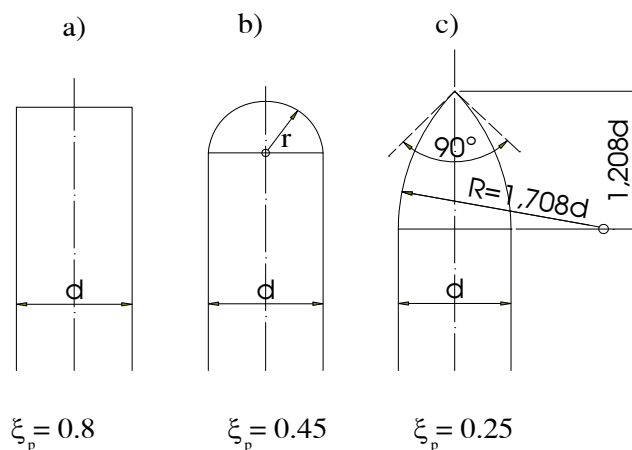 a)
b)
c)
r
90°
R=1,708d
1,208d
d
d
d
ξp = 0.8
ξp = 0.45
ξp = 0.25